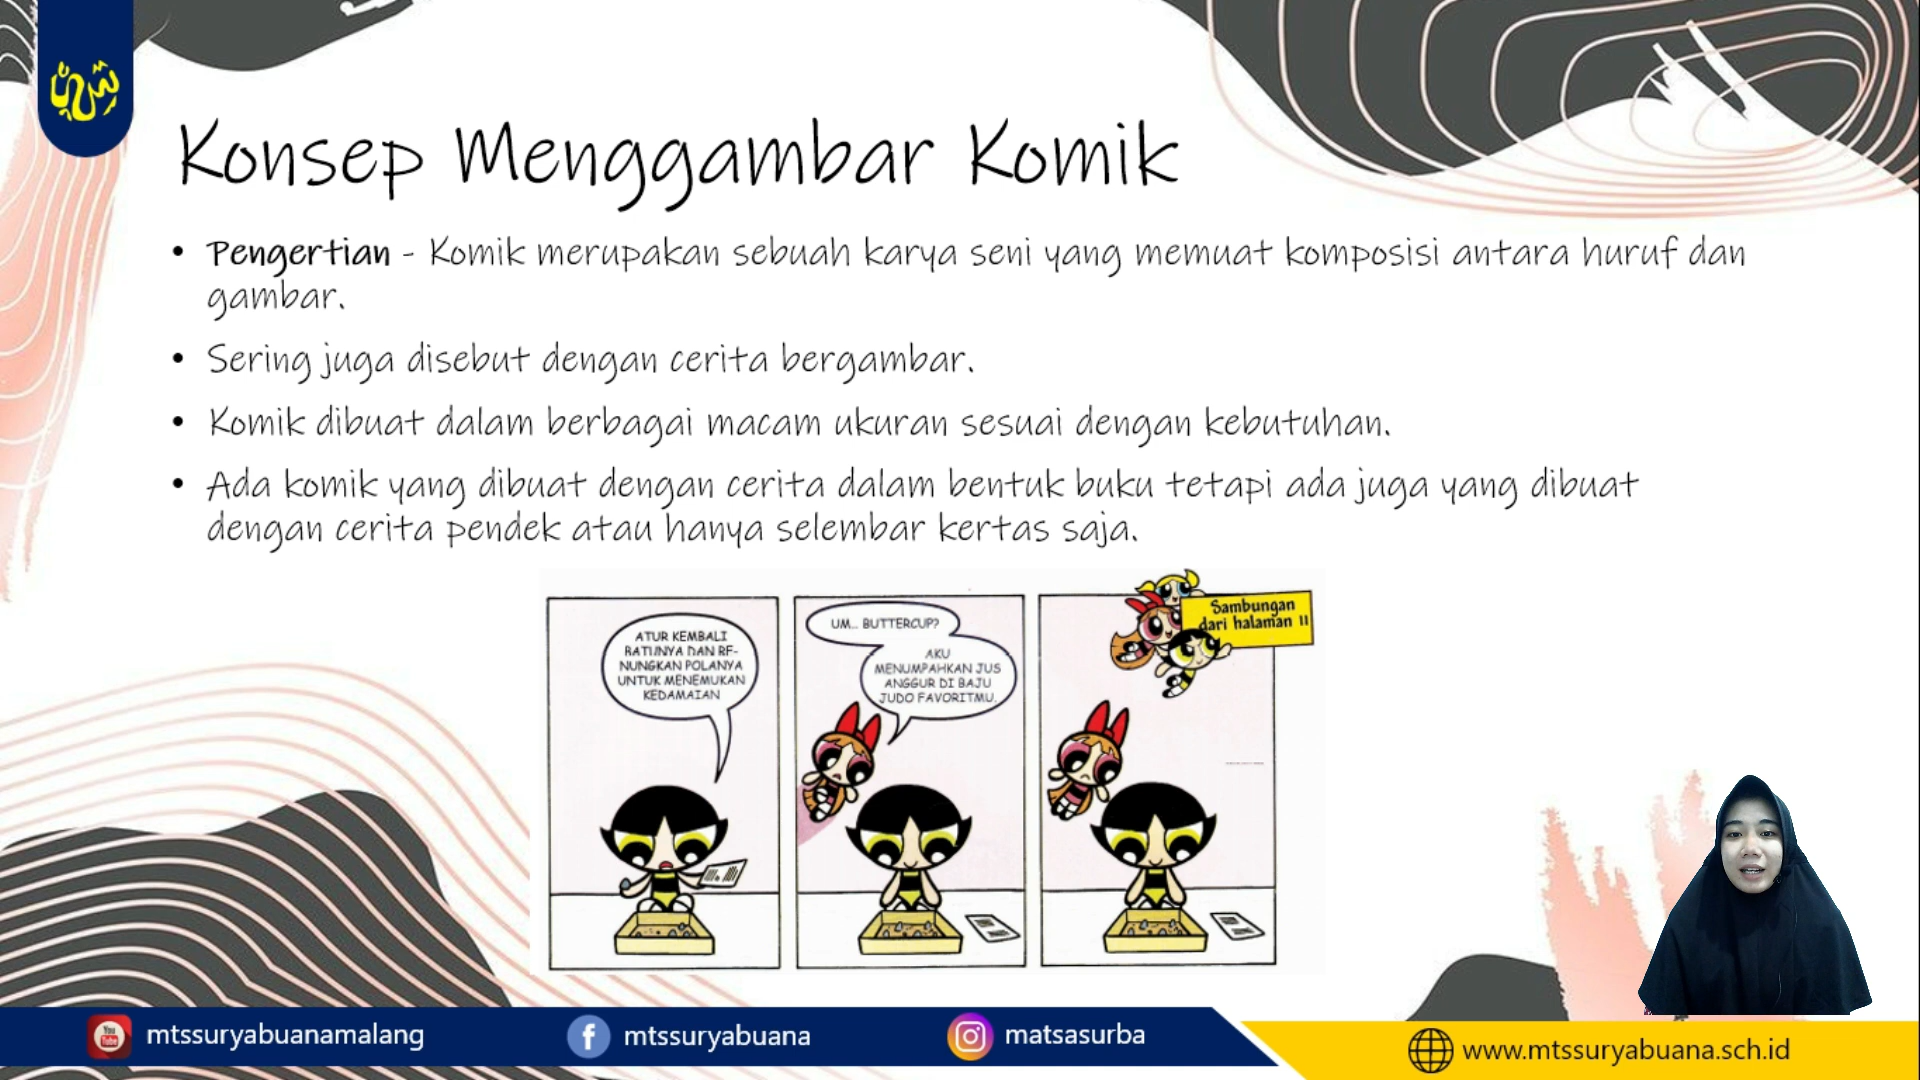 Konsep Menggambar Komik
• Pengertian - Komik merupakan sebuah karya seni yang memuat komposisi antara huruf dan
gambar.
• Sering juga disebut dengan cerita bergambar.
• Komik dibuat dalam berbagai macam ukuran sesuai dengan kebutuhan.
• Ada komik yang dibuat dengan cerita dalam bentuk buku tetapi ada juga yang dibuat
dengan cerita pendek atau hanya selembar kertas saja.
ATUR KEMBALI
BATUNYA DAN RE-
NUNGKAN POLANYA
UNTUK MENEMUKAN
KEDAMAIAN
UM... BUTTERCUP?
AKU
MENUMPAHKAN JUS
ANGGUR DI BAJU
JUDO FAVORITMU.
Sambungan
dari halaman 11
mtssuryabuanamalang
mtssuryabuana
matsasurba
www.mtssuryabuana.sch.id